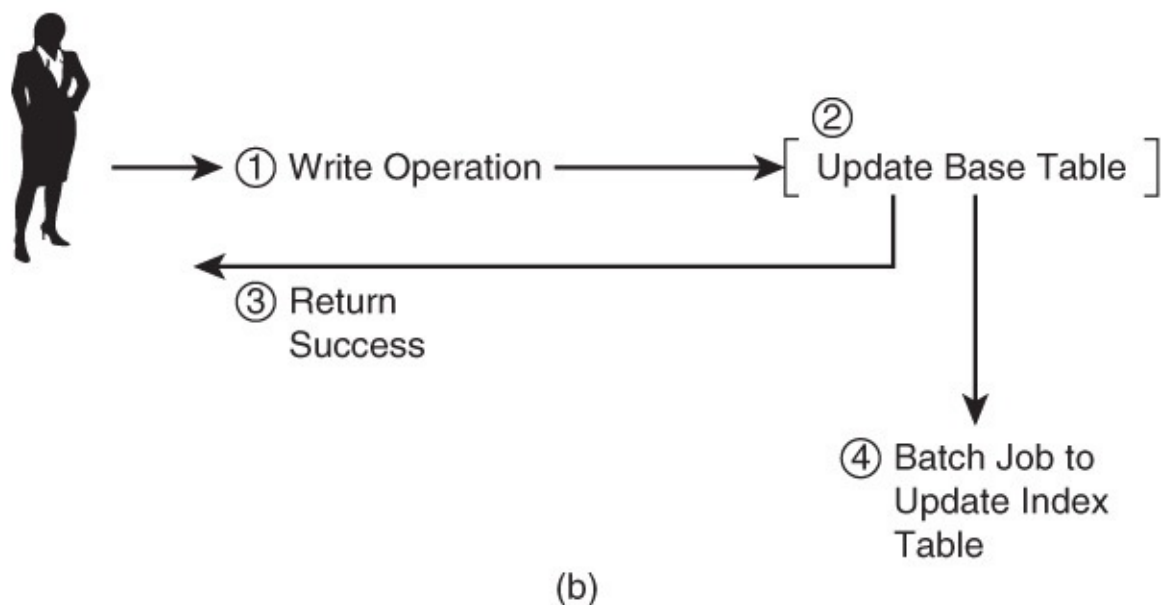 ②
① Write Operation
[ Update Base Table ]
③ Return
Success
④ Batch Job to
Update Index
Table
(b)